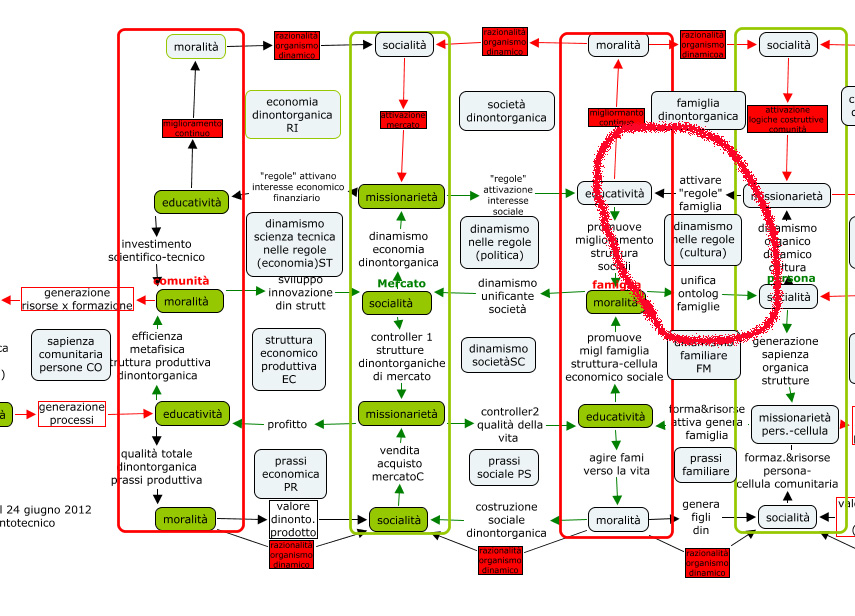 moralità
razionalità
organismo
dinamico
socialità
razionalità
organismo
dinamico
moralità
razionalità
organismo
dinamicoa
socialità
economia
dinontorganica
RI
società
dinontorganica
famiglia
dinontorganica
miglioramento
continuo
attivazione
mercato
migliormanto
continuo
attivazione
logiche costruttive
comunità
educatività
"regole" attivano
interesse economico
finanziario
missionarietà
"regole"
attivazione
interesse
sociale
educatività
attivare
"regole"
famiglia
missionarietà
investimento
scientifico-tecnico
dinamismo
scienza tecnica
nelle regole
(economia)ST
dinamismo
economia
dinontorganica
dinamismo
nelle regole
(politica)
promuove
miglioramento
struttura
sociali
dinamismo
nelle regole
(cultura)
dinamismo
organico
dinamico
cultura
comunità
Mercato
famiglia
persona
generazione
risorse x formazione
moralità
sviluppo
innovazione
din strutt
socialità
dinamismo
unificante
società
moralità
unifica
ontolog
famiglie
socialità
sapienza
comunitaria
persone CO
efficienza
metafisica
struttura produttiva
dinontorganica
struttura
economico
produttiva
EC
controller 1
strutture
dinontorganiche
di mercato
dinamismo
societàSC
promuove
migl famiglia
struttura-cellula
economico sociale
familiare
FM
generazione
sapienza
organica
strutture
generazione
processi
educatività
profitto
missionarietà
controller2
qualità della
vita
educatività
forma&risorse
attiva genera
famiglia
missionarietà
pers.-cellula
qualità totale
dinontorganica
prassi produttiva
prassi
economica
PR
vendita
acquisto
mercatoC
prassi
sociale PS
agire fami
verso la vita
prassi
familiare
formaz.&risorse
persona-
cellula comunitaria
l 24 giugno 2012
ntotecnico
moralità
valore
dinonto.
prodotto
socialità
costruzione
sociale
dinontorganica
moralità
genera
figli
din
socialità
razionalità
organismo
dinamico
razionalità
organismo
dinamico
razionalità
organismo
dinamico